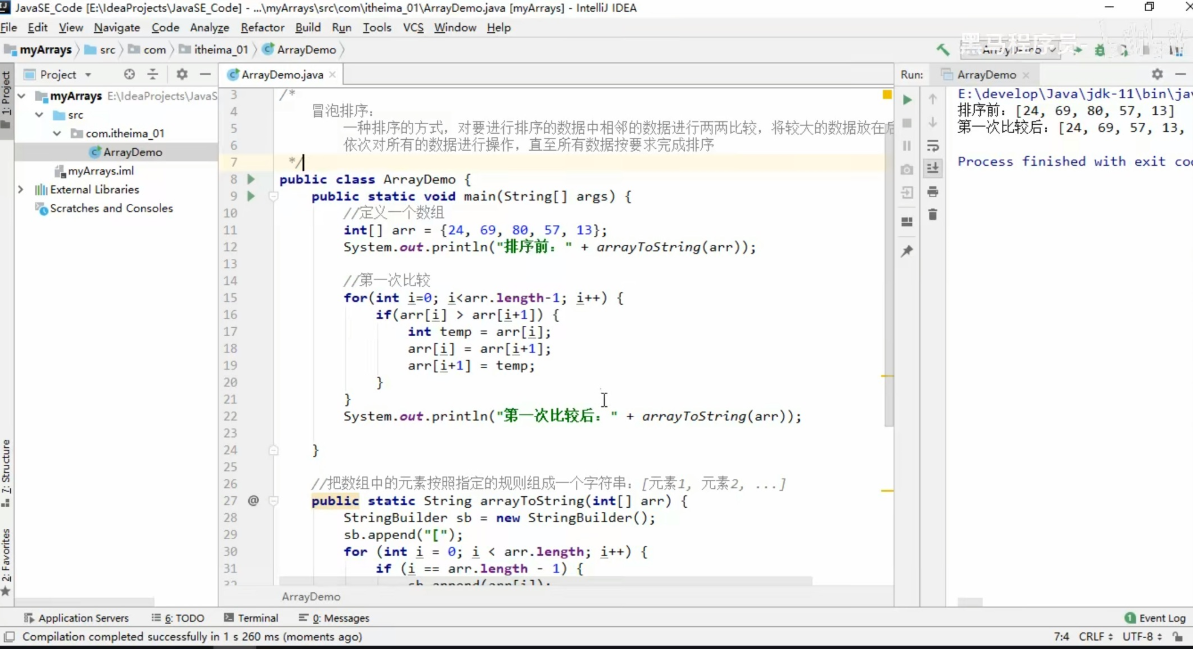 JavaSE_Code [E:\IdeaProjects\JavaSE_Code] - ...\myArrays\src\com\itheima_01\ArrayDemo.java [myArrays] - IntelliJ IDEA
File Edit View Navigate Code Analyze Refactor Build Run Tools VCS Window Help
myArrays src com itheima_01 ArrayDemo
黑马程序员
ArrayDemo
1: Project
Project
ArrayDemo.java
Run: ArrayDemo
myArrays E:\IdeaProjects\JavaS
src
com.itheima_01
ArrayDemo
myArrays.iml
External Libraries
Scratches and Consoles
3 /*
4 冒泡排序:
5 一种排序的方式，对要进行排序的数据中相邻的数据进行两两比较，将较大的数据放在后
6 依次对所有的数据进行操作，直至所有数据按要求完成排序
7 */
8 public class ArrayDemo {
9 public static void main(String[] args) {
10 //定义一个数组
11 int[] arr = {24, 69, 80, 57, 13};
12 System.out.println("排序前：" + arrayToString(arr));
13
14 //第一次比较
15 for(int i=0; i<arr.length-1; i++) {
16 if(arr[i] > arr[i+1]) {
17 int temp = arr[i];
18 arr[i] = arr[i+1];
19 arr[i+1] = temp;
20 }
21 }
22 System.out.println("第一次比较后：" + arrayToString(arr));
23
24 }
25
26 //把数组中的元素按照指定的规则组成一个字符串：[元素1, 元素2, ...]
27 @ public static String arrayToString(int[] arr) {
28 StringBuilder sb = new StringBuilder();
29 sb.append("[");
30 for (int i = 0; i < arr.length; i++) {
31 if (i == arr.length - 1) {
32 sb.append(arr[i]);
ArrayDemo
E:\develop\Java\jdk-11\bin\jav
排序前：[24, 69, 80, 57, 13]
第一次比较后：[24, 69, 57, 13,
Process finished with exit co
Z: Structure
2: Favorites
Application Servers 6: TODO Terminal 0: Messages Event Log
Compilation completed successfully in 1 s 260 ms (moments ago) 7:4 CRLF UTF-8